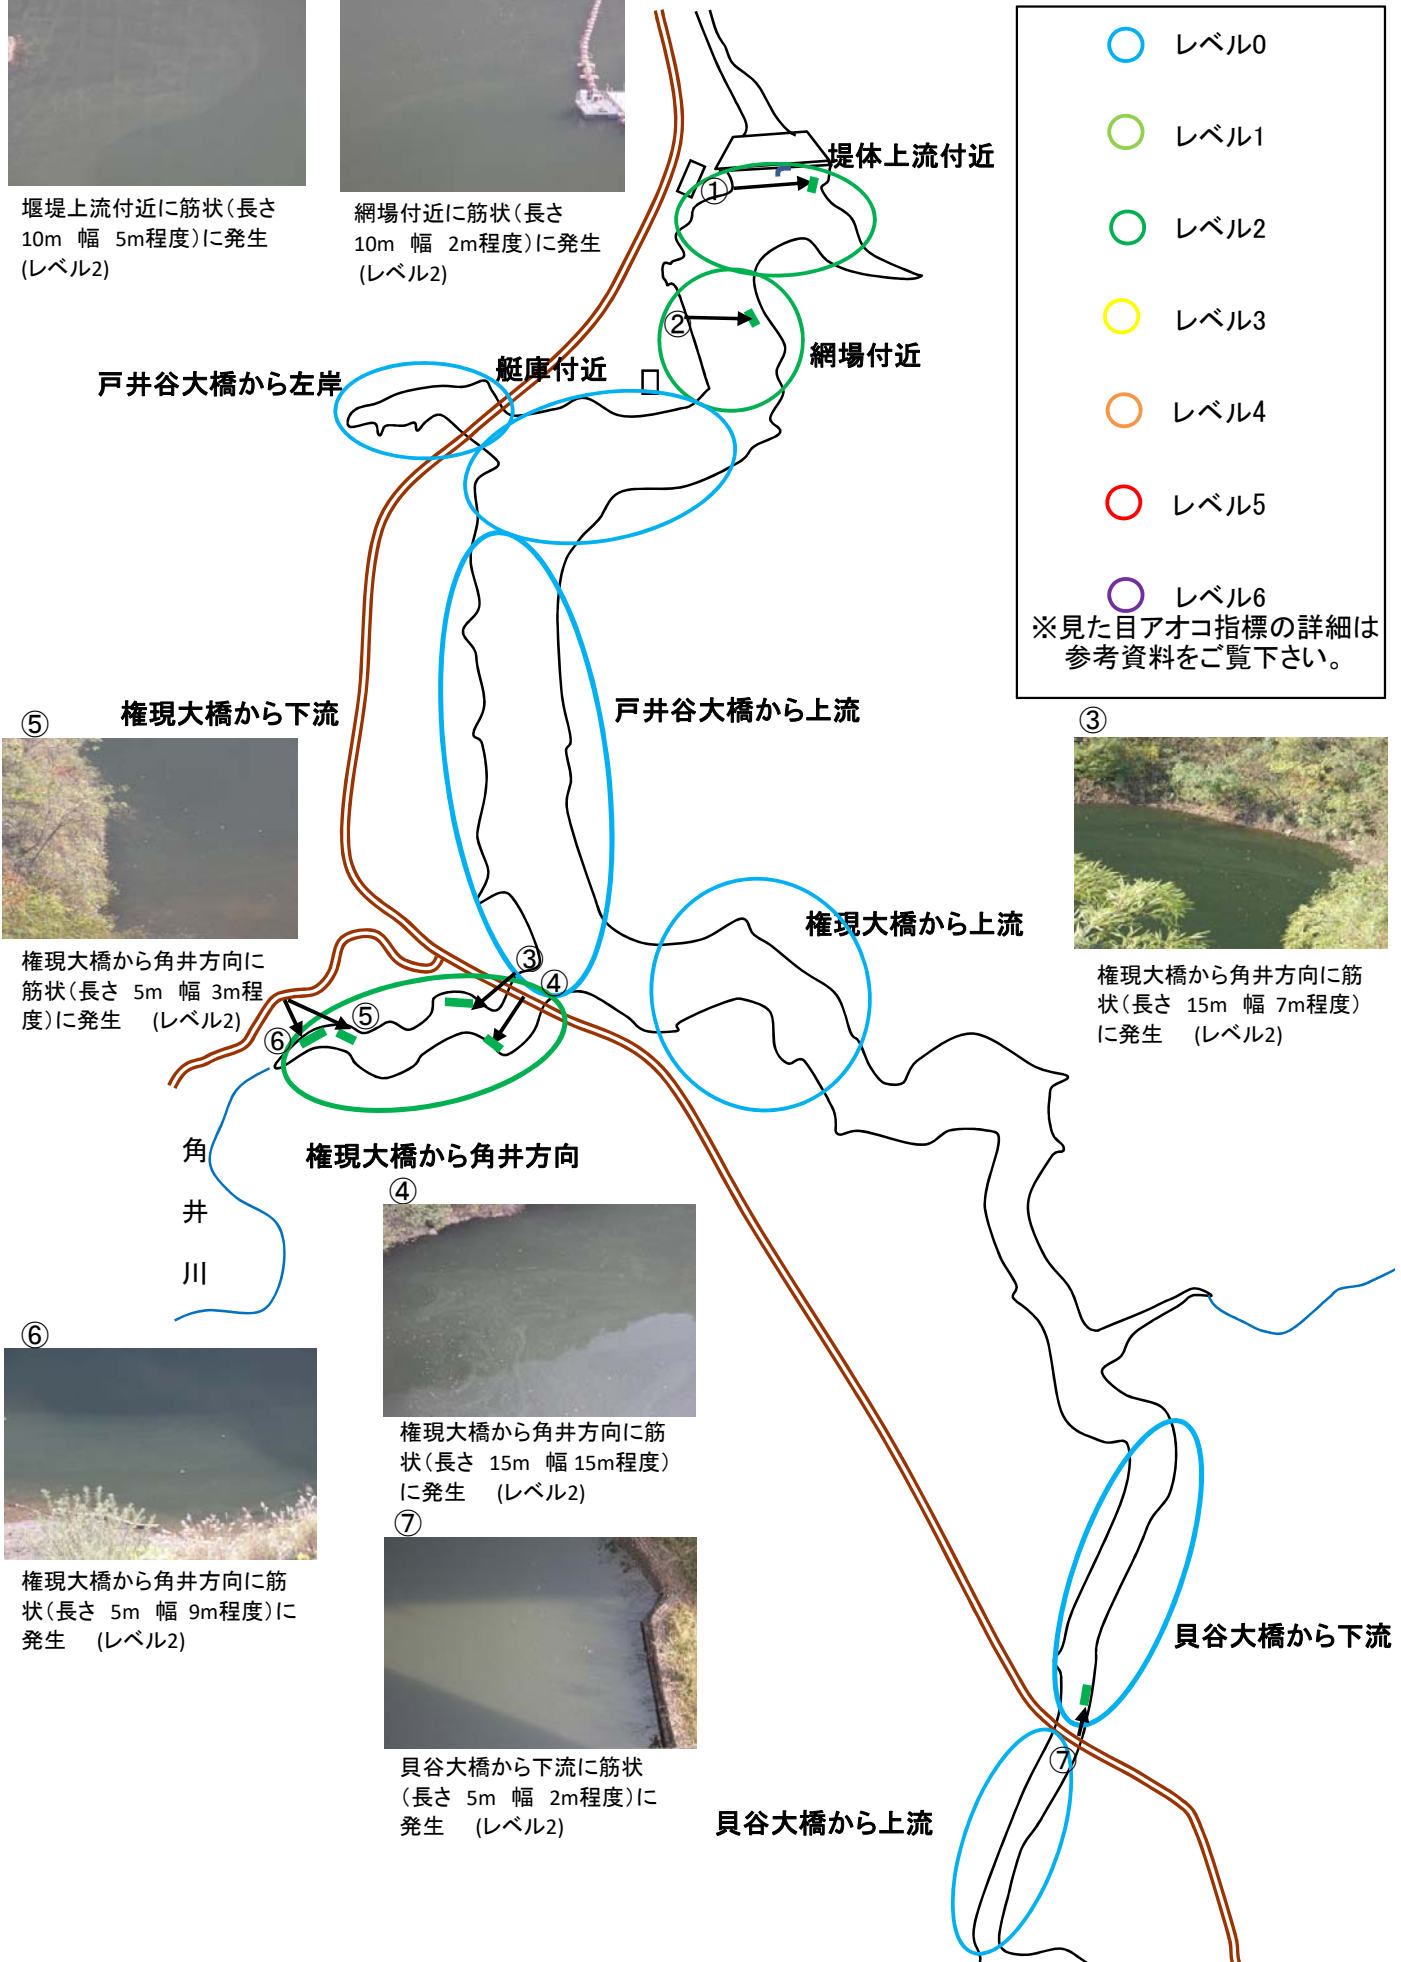 レベル0
レベル1
レベル2
レベル3
レベル4
レベル5
レベル6
※見た目アオコ指標の詳細は
参考資料をご覧下さい。
堰堤上流付近に筋状(長さ
10m 幅 5m程度)に発生
(レベル2)
網場付近に筋状(長さ
10m 幅 2m程度)に発生
(レベル2)
堤体上流付近
①
②
網場付近
艇庫付近
戸井谷大橋から左岸
戸井谷大橋から上流
権現大橋から下流
⑤
権現大橋から角井方向に
筋状(長さ 5m 幅 3m程
度)に発生 (レベル2)
③
権現大橋から角井方向に筋
状(長さ 15m 幅 7m程度)
に発生 (レベル2)
権現大橋から上流
③
④
⑤
⑥
角
井
川
権現大橋から角井方向
④
権現大橋から角井方向に筋
状(長さ 15m 幅 15m程度)
に発生 (レベル2)
⑥
権現大橋から角井方向に筋
状(長さ 5m 幅 9m程度)に
発生 (レベル2)
⑦
貝谷大橋から下流に筋状
(長さ 5m 幅 2m程度)に
発生 (レベル2)
貝谷大橋から下流
⑦
貝谷大橋から上流